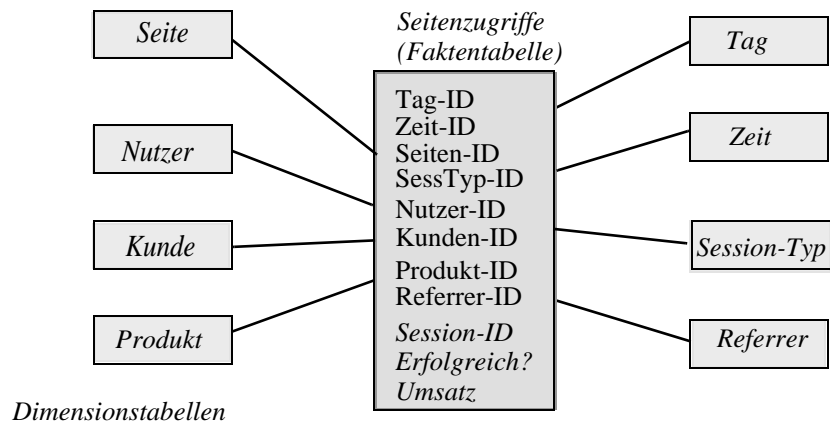 Seite
Nutzer
Kunde
Produkt
Dimensionstabellen
Seitenzugriffe
(Faktentabelle)
Tag-ID
Zeit-ID
Seiten-ID
SessTyp-ID
Nutzer-ID
Kunden-ID
Produkt-ID
Referrer-ID
Session-ID
Erfolgreich?
Umsatz
Tag
Zeit
Session-Typ
Referrer